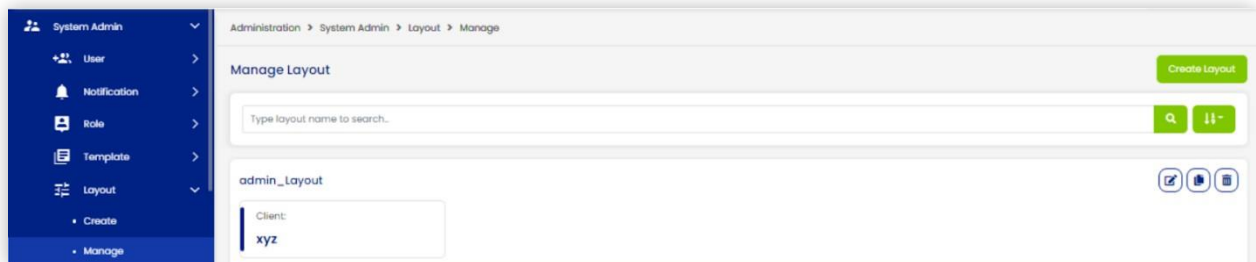 System Admin
User
Notification
Role
Template
Layout
Create
Manage
Administration > System Admin > Layout > Manage
Manage Layout
Create Layout
Type layout name to search..
admin_Layout
Client:
xyz